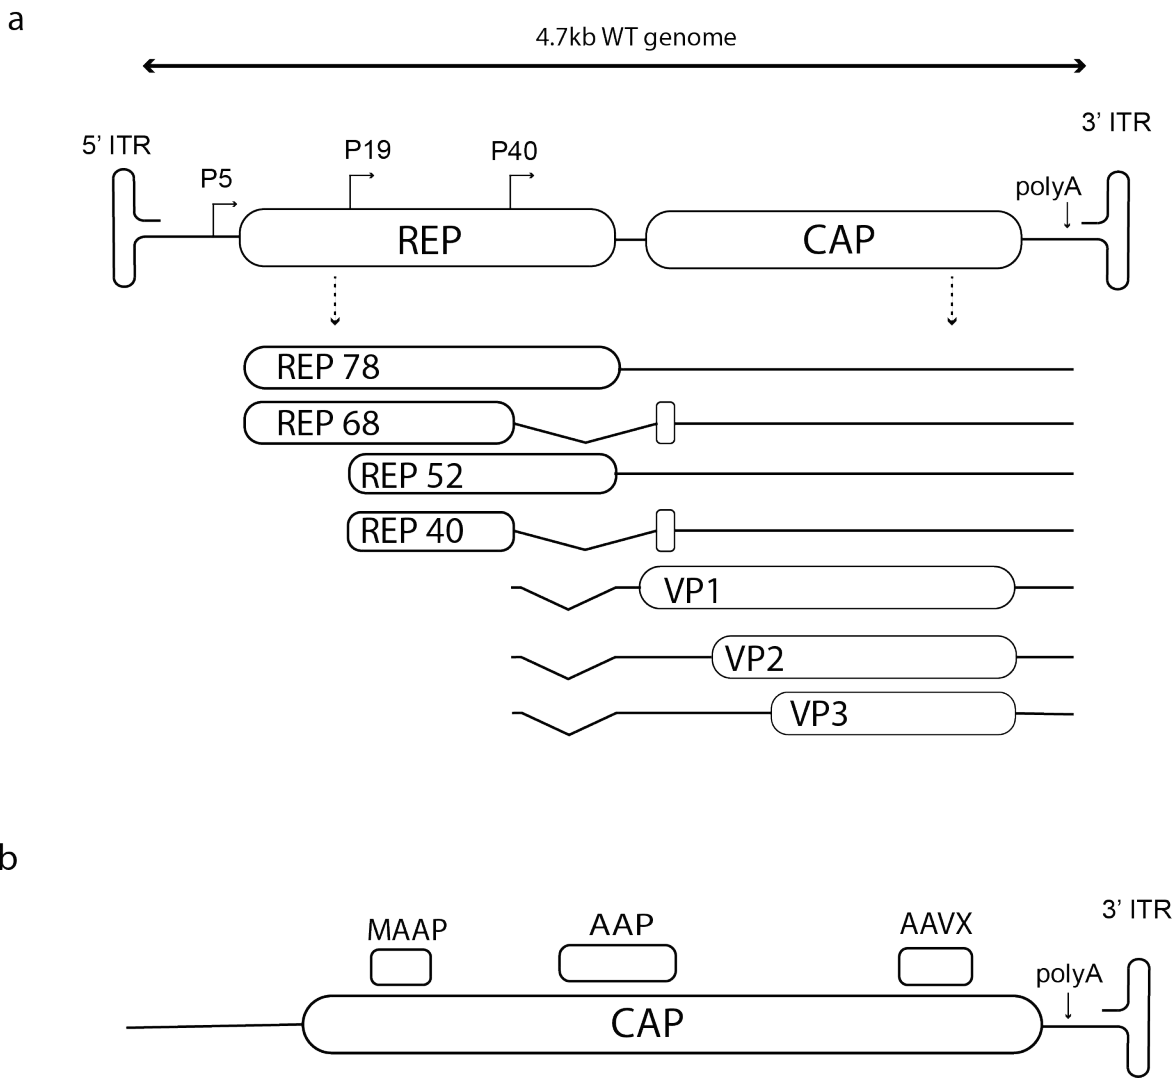 a
4.7kb WT genome
5' ITR
3' ITR
P5
P19
P40
polyA
REP
CAP
REP 78
REP 68
REP 52
REP 40
VP1
VP2
VP3
b
MAAP
AAP
AAVX
3' ITR
polyA
CAP